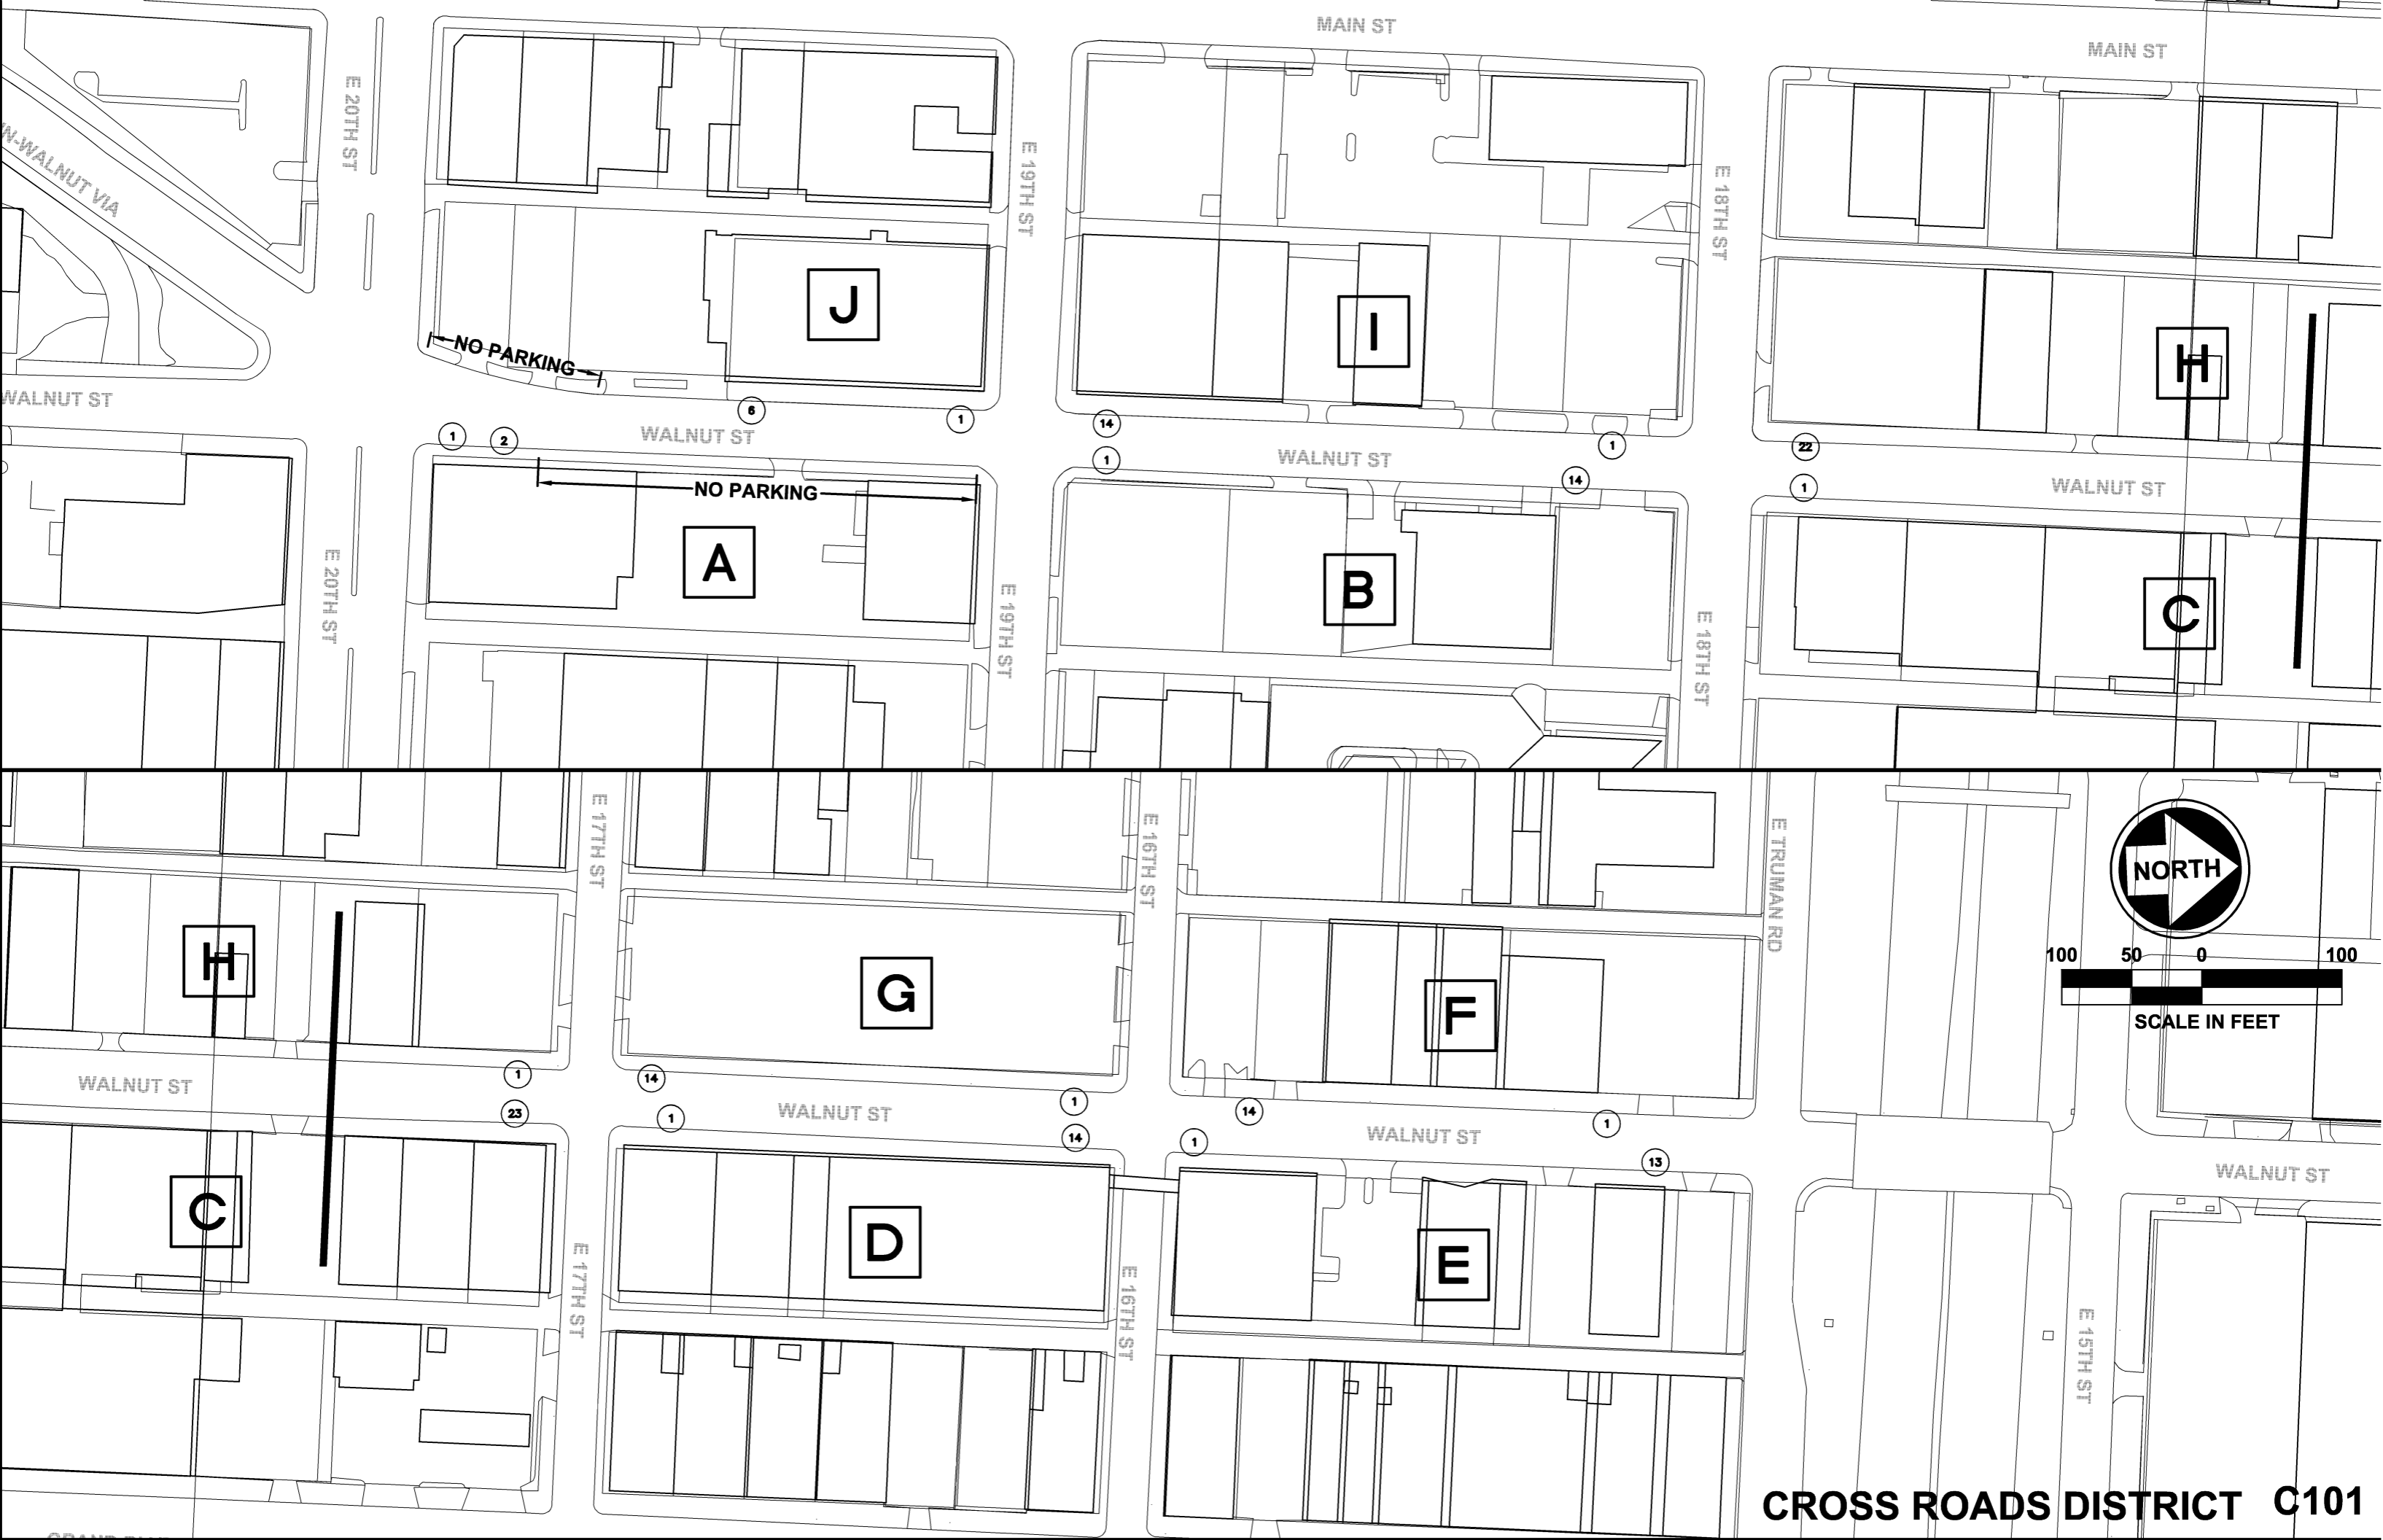 MAIN ST
MAIN ST
E 20TH ST
E 19TH ST
E 18TH ST
N-WALNUT VIA
J
I
H
NO PARKING
WALNUT ST
6
1
14
1
22
1
2
WALNUT ST
1
WALNUT ST
14
1
WALNUT ST
NO PARKING
A
B
C
E 20TH ST
E 19TH ST
E 18TH ST
E 17TH ST
E 16TH ST
E TRUMAN RD
NORTH
100 50 0 100
SCALE IN FEET
H
G
F
WALNUT ST
1
14
1
14
1
23
1
WALNUT ST
14
1
WALNUT ST
13
WALNUT ST
C
D
E
E 17TH ST
E 16TH ST
E 15TH ST
CROSS ROADS DISTRICT C101